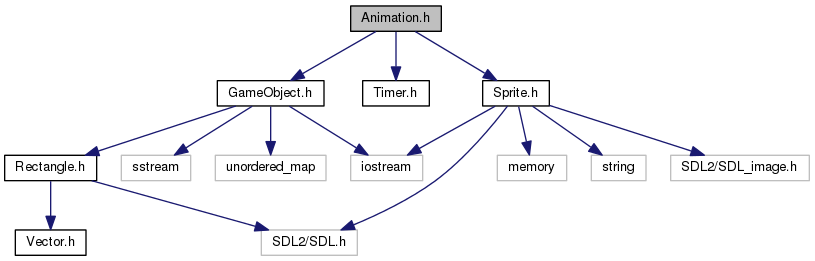 Animation.h
GameObject.h
Timer.h
Sprite.h
Rectangle.h
sstream
unordered_map
iostream
memory
string
SDL2/SDL_image.h
Vector.h
SDL2/SDL.h